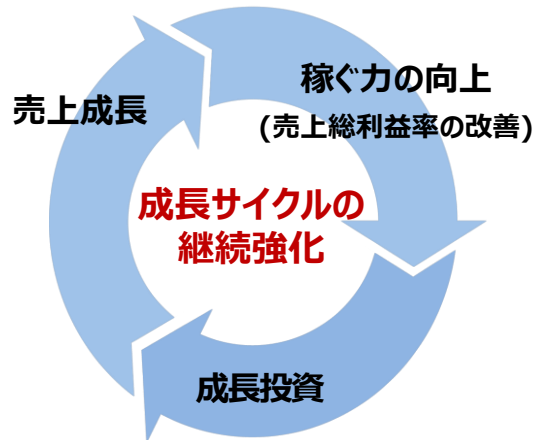 売上成長
稼ぐ力の向上
(売上総利益率の改善)
成長サイクルの
継続強化
成長投資